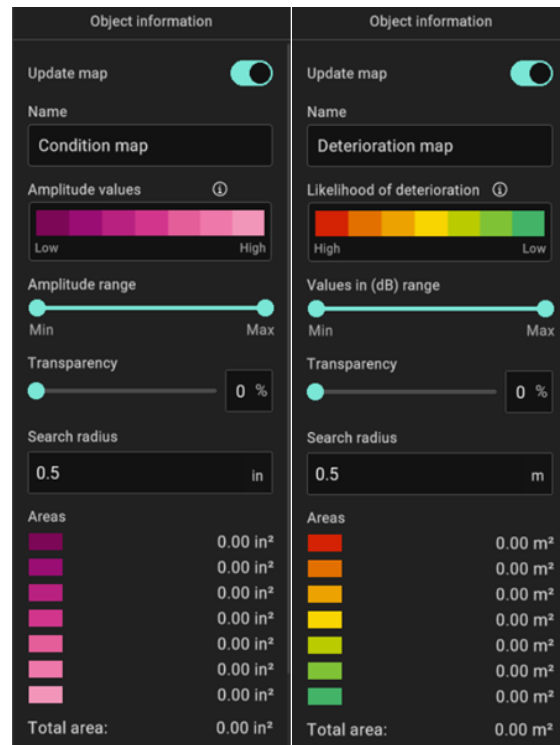 Object information
Update map
Name
Condition map
Amplitude values
Low High
Amplitude range
Min Max
Transparency
0 %
Search radius
0.5 in
Areas
0.00 in²
0.00 in²
0.00 in²
0.00 in²
0.00 in²
0.00 in²
0.00 in²
Total area: 0.00 in²
Object information
Update map
Name
Deterioration map
Likelihood of deterioration
High Low
Values in (dB) range
Min Max
Transparency
0 %
Search radius
0.5 m
Areas
0.00 m²
0.00 m²
0.00 m²
0.00 m²
0.00 m²
0.00 m²
0.00 m²
Total area: 0.00 m²